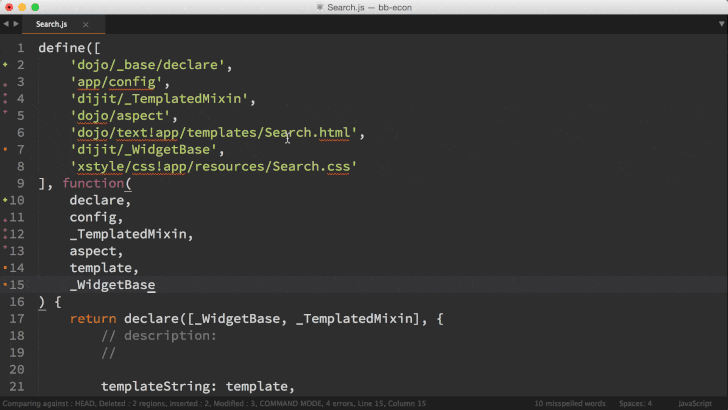 Search.js — bb-econ
Search.js ×
1 define([
2 'dojo/_base/declare',
3 'app/config',
4 'dijit/_TemplatedMixin',
5 'dojo/aspect',
6 'dojo/text!app/templates/Search.html',
7 'dijit/_WidgetBase',
8 'xstyle/css!app/resources/Search.css'
9 ], function(
10 declare,
11 config,
12 _TemplatedMixin,
13 aspect,
14 template,
15 _WidgetBase
16 ) {
17 return declare([_WidgetBase, _TemplatedMixin], {
18 // description:
19 //
20
21 templateString: template,
Comparing against : HEAD, Deleted : 2 regions, Inserted : 2, Modified : 3, COMMAND MODE, 4 errors, Line 15, Column 15 10 misspelled words Spaces: 4 JavaScript